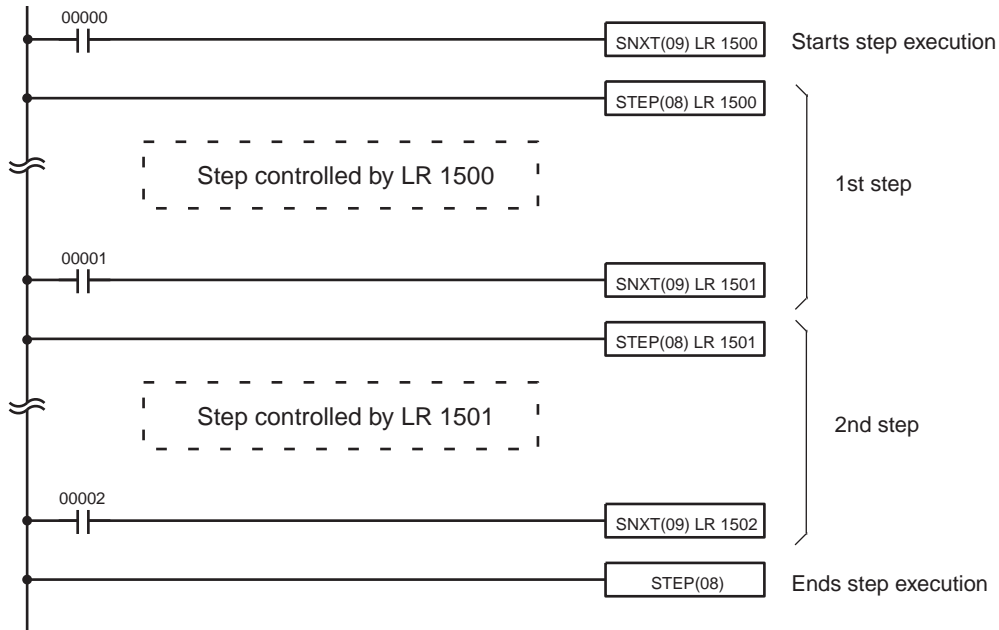 00000
SNXT(09) LR 1500 Starts step execution
STEP(08) LR 1500
Step controlled by LR 1500
1st step
00001
SNXT(09) LR 1501
STEP(08) LR 1501
Step controlled by LR 1501
2nd step
00002
SNXT(09) LR 1502
STEP(08) Ends step execution